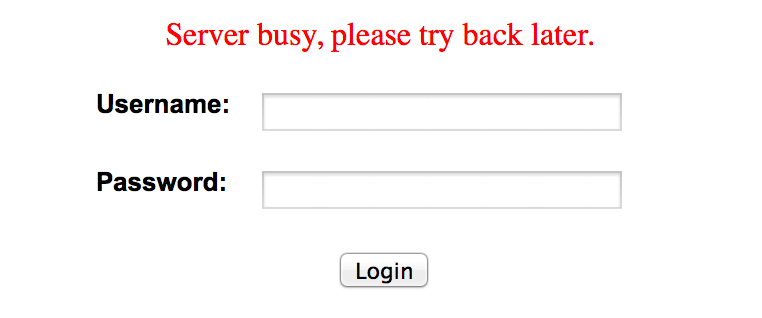 Server busy, please try back later.
Username:
Password:
Login